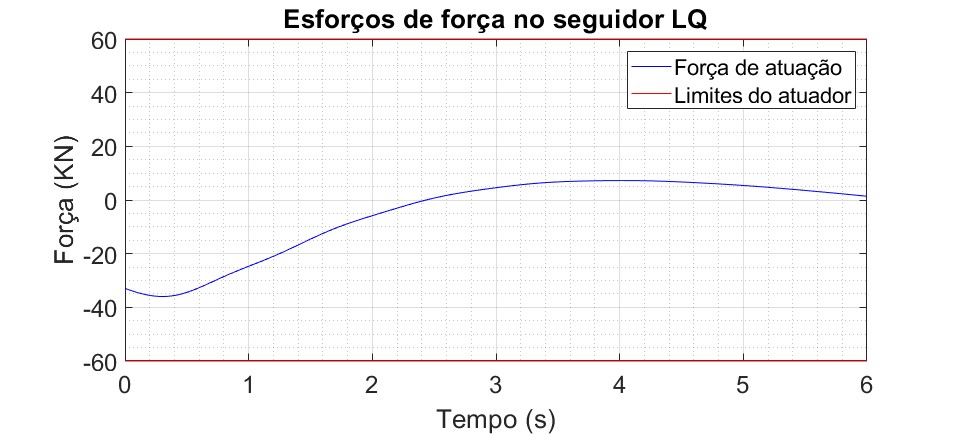 Esforços de força no seguidor LQ
60
40
20
0
-20
-40
-60
Força (KN)
Força de atuação
Limites do atuador
0 1 2 3 4 5 6
Tempo (s)